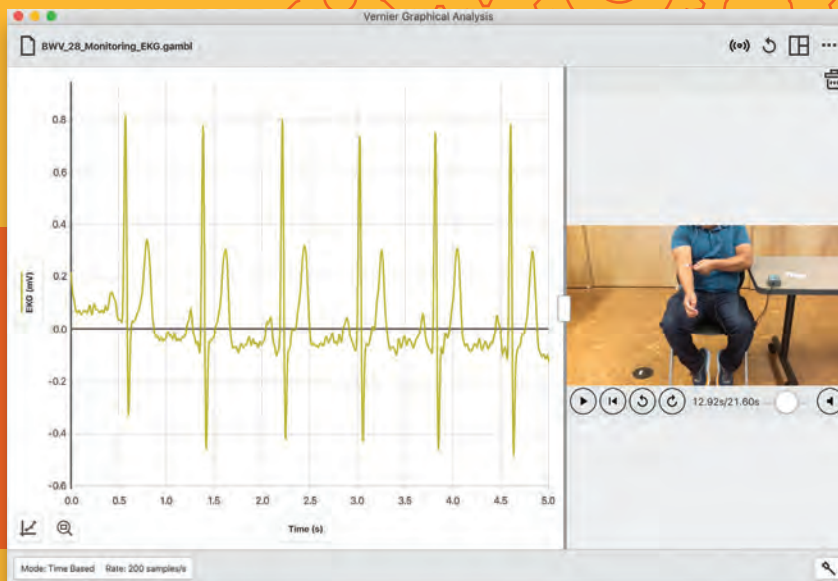 Vernier Graphical Analysis
BWV_28_Monitoring_EKG.gambl
EKG (mV)
0.8
0.6
0.4
0.2
0.0
-0.2
-0.4
-0.6
0.0 0.5 1.0 1.5 2.0 2.5 3.0 3.5 4.0 4.5 5.0
Time (s)
12.92s/21.60s
Mode: Time Based Rate: 200 samples/s